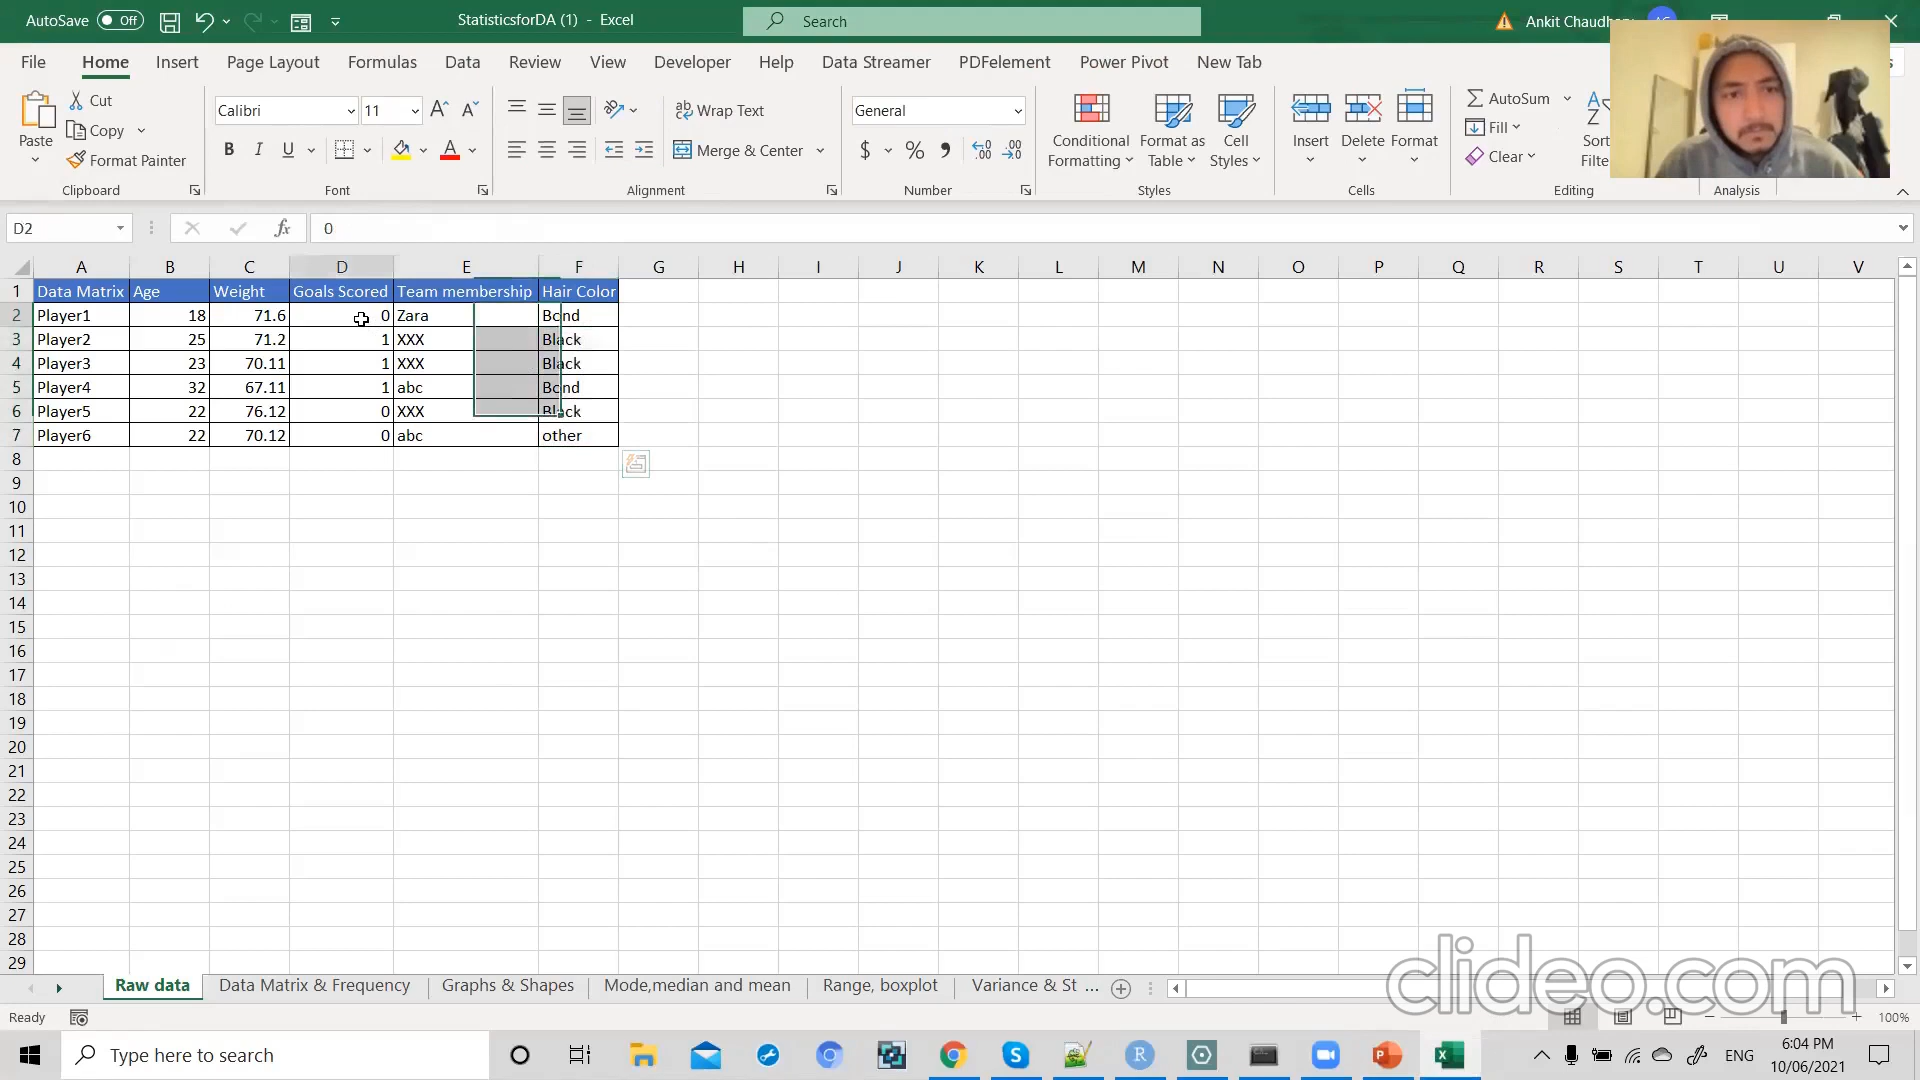 AutoSave Off StatisticsforDA (1) - Excel Search
File Home Insert Page Layout Formulas Data Review View Developer Help Data Streamer PDFelement Power Pivot New Tab
Paste Cut Copy Format Painter Clipboard
Calibri 11 B I U Font
Wrap Text Merge & Center Alignment
General $ % Number
Conditional Formatting Format as Table Cell Styles Styles
Insert Delete Format Cells
AutoSum Fill Clear Editing
Analysis
D2 fx 0
A B C D E F G H I J K L M N O P Q R S T U V
1 Data Matrix Age Weight Goals Scored Team membership Hair Color
2 Player1 18 71.6 0 Zara
3 Player2 25 71.2 1 XXX Black
4 Player3 23 70.11 1 XXX Black
5 Player4 32 67.11 1 abc
6 Player5 22 76.12 0 XXX Black
7 Player6 22 70.12 0 abc other
8
9
10
11
12
13
14
15
16
17
18
19
20
21
22
23
24
25
26
27
28
29
Raw data Data Matrix & Frequency Graphs & Shapes Mode,median and mean Range, boxplot Variance & St ...
clideo.com
Ready 100%
Type here to search ENG 6:04 PM
10/06/2021